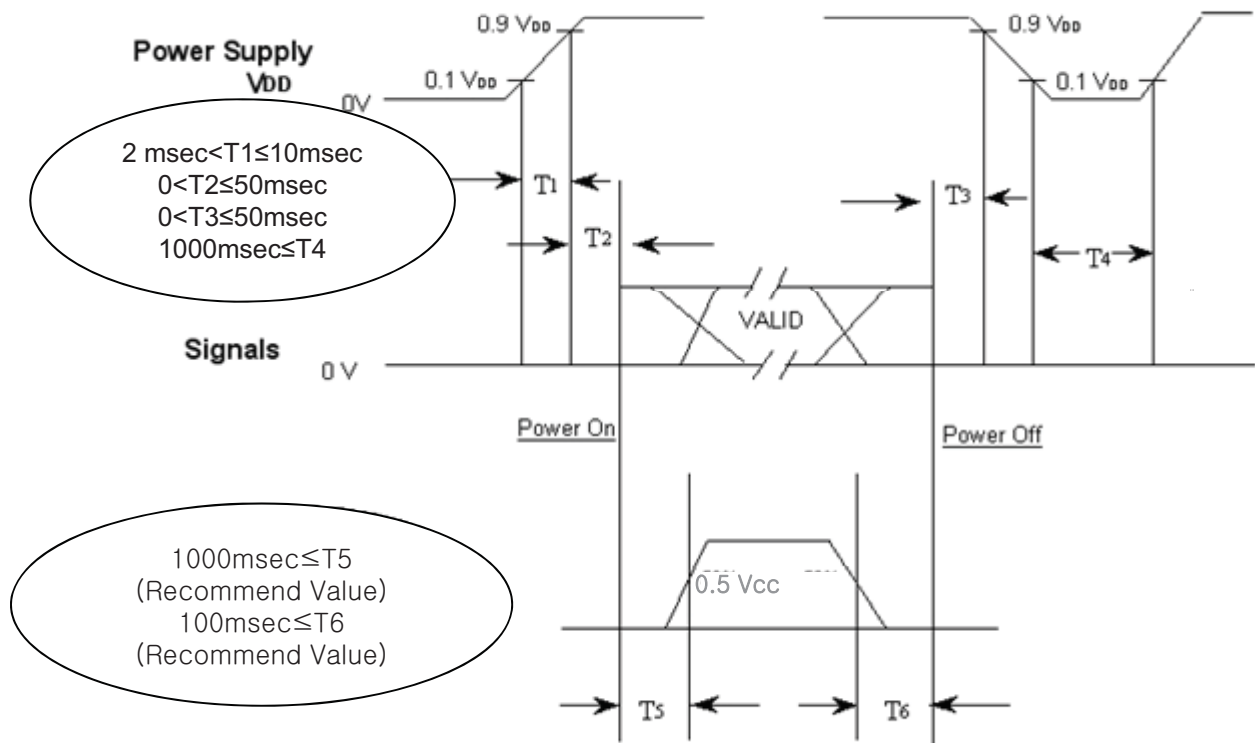 0.9 VDD
0.9 VDD
Power Supply
VDD
0.1 VDD
0.1 VDD
0V
2 msec<T1≤10msec
0<T2≤50msec
0<T3≤50msec
1000msec≤T4
T1
T3
T2
T4
VALID
Signals
0 V
Power On
Power Off
1000msec≤T5
(Recommend Value)
100msec≤T6
(Recommend Value)
0.5 Vcc
T5
T6